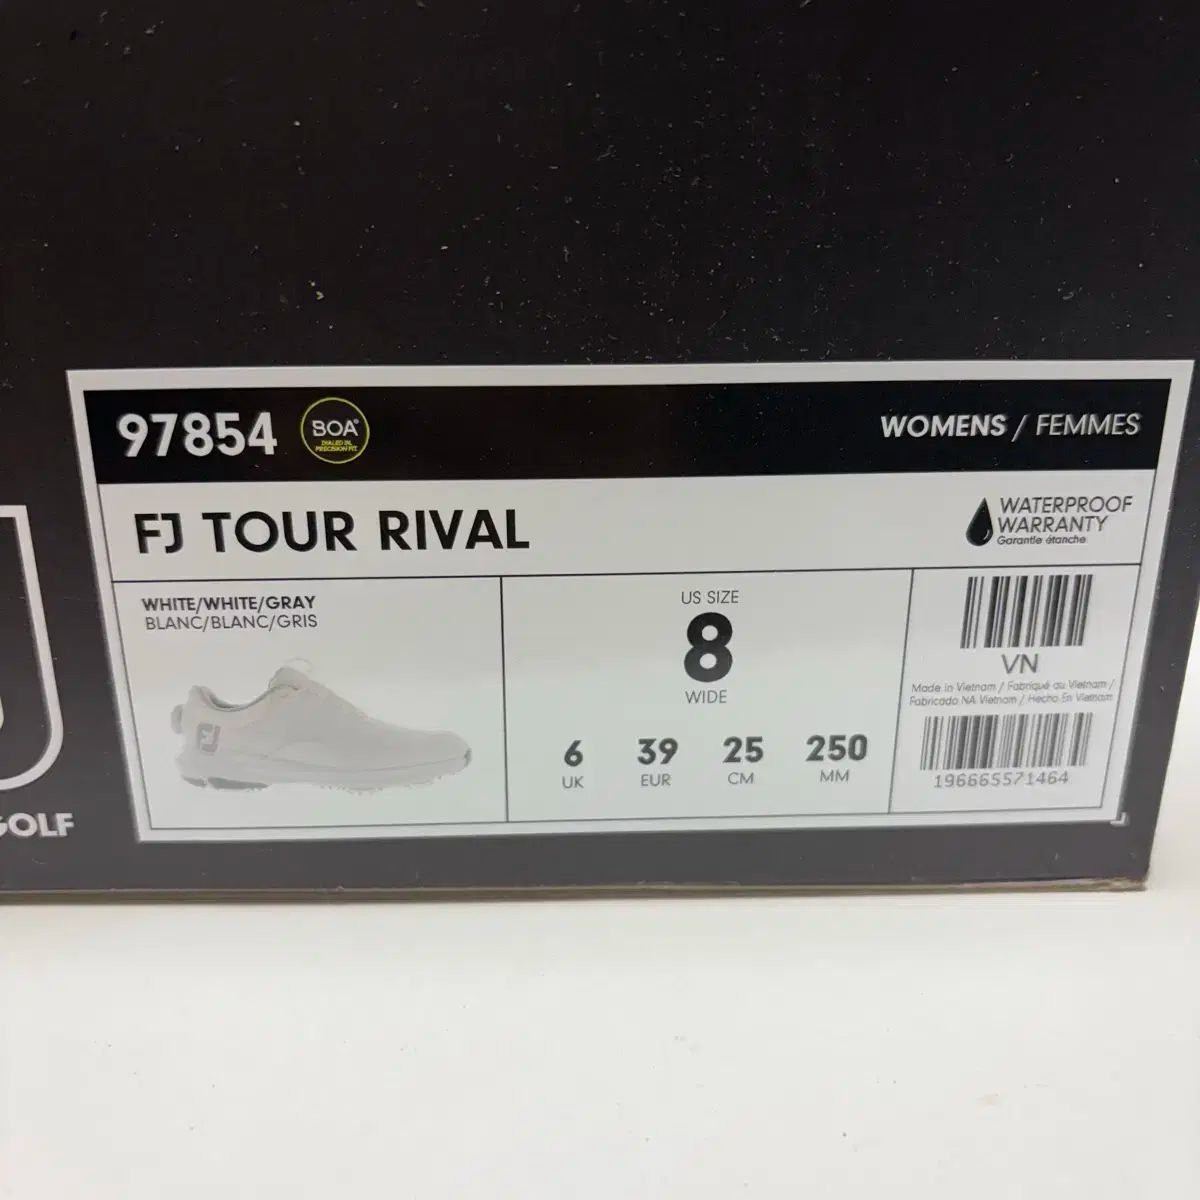 97854
BOA®
DIALED IN.
PRECISION FIT.
WOMENS / FEMMES
FJ TOUR RIVAL
WATERPROOF
WARRANTY
Garantie étanche
WHITE/WHITE/GRAY
BLANC/BLANC/GRIS
FJ
US SIZE
8
WIDE
6
UK
39
EUR
25
CM
250
MM
VN
Made in Vietnam / Fabriqué au Vietnam /
Fabricado NA Vietnam / Hecho En Vietnam
196665571464
J
GOLF